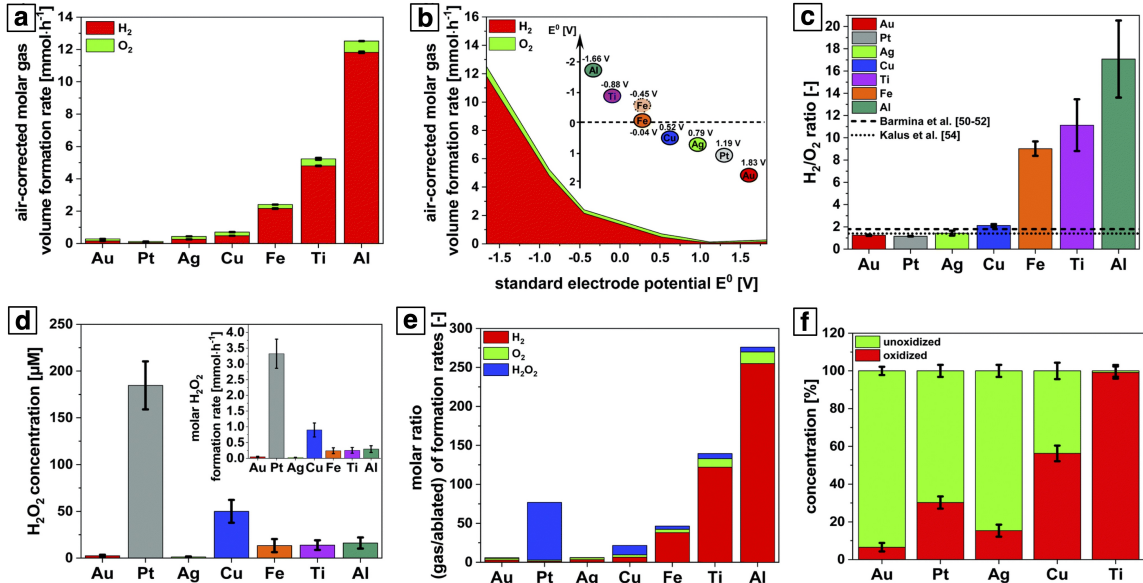 a
air-corrected molar gas
volume formation rate [mmol·h⁻¹]
14
12
10
8
6
4
2
0
H₂
O₂
Au Pt Ag Cu Fe Ti Al
b
air-corrected molar gas
volume formation rate [mmol·h⁻¹]
16
14
12
10
8
6
4
2
0
H₂
O₂
E⁰ [V]
-2
-1
0
1
2
-1.66 V
Al
-0.88 V
Ti
-0.45 V
Fe
Fe
-0.04 V
0.52 V
Cu
0.79 V
Ag
1.19 V
Pt
1.83 V
Au
-1.5 -1.0 -0.5 0.0 0.5 1.0 1.5
standard electrode potential E⁰ [V]
c
H₂/O₂ ratio [-]
20
18
16
14
12
10
8
6
4
2
0
Au
Pt
Ag
Cu
Ti
Fe
Al
Barmina et al. [50-52]
Kalus et al. [54]
Au Pt Ag Cu Fe Ti Al
d
H₂O₂ concentration [µM]
250
200
150
100
50
0
molar H₂O₂
formation rate [mmol·h⁻¹]
4.0
3.5
3.0
2.5
2.0
1.5
1.0
0.5
0.0
Au Pt Ag Cu Fe Ti Al
Au Pt Ag Cu Fe Ti Al
e
molar ratio
(gas/ablated) of formation rates [-]
300
250
200
150
100
50
0
H₂
O₂
H₂O₂
Au Pt Ag Cu Fe Ti Al
f
concentration [%]
120
100
80
60
40
20
0
unoxidized
oxidized
Au Pt Ag Cu Ti